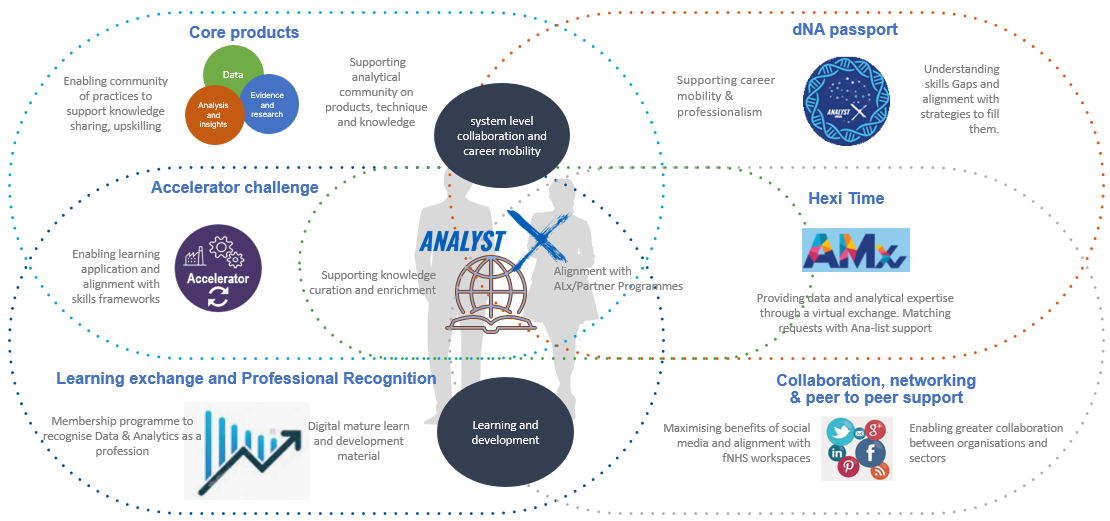 Core products
Enabling community
of practices to
support knowledge
sharing, upskilling
Data
Analysis
and
insights
Evidence
and
research
Supporting
analytical
community on
products, technique
and knowledge
system level
collaboration and
career mobility
dNA passport
Supporting career
mobility &
professionalism
ANALYST X
Understanding
skills Gaps and
alignment with
strategies to fill
them.
Accelerator challenge
Enabling learning
application and
alignment with
skills frameworks
Accelerator
Supporting knowledge
curation and enrichment
ANALYST X
Alignment with
ALx/Partner Programmes
Hexi Time
AMx
Providing data and analytical expertise
through a virtual exchange. Matching
requests with Ana-list support
Learning exchange and Professional Recognition
Membership programme to
recognise Data & Analytics as a
profession
Digital mature learn
and development
material
Learning and
development
Collaboration, networking
& peer to peer support
Maximising benefits of social
media and alignment with
fNHS workspaces
g+
in
f
Enabling greater collaboration
between organisations and
sectors